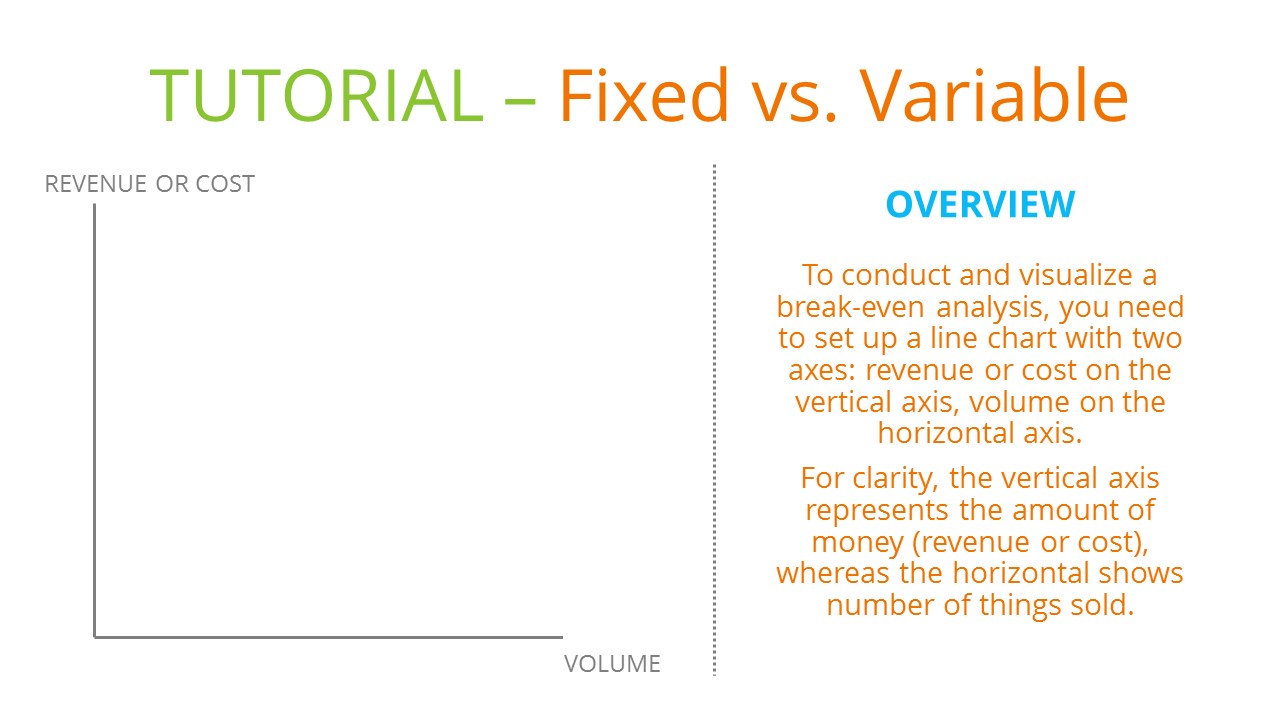 TUTORIAL – Fixed vs. Variable
REVENUE OR COST
VOLUME
OVERVIEW
To conduct and visualize a
break-even analysis, you need
to set up a line chart with two
axes: revenue or cost on the
vertical axis, volume on the
horizontal axis.
For clarity, the vertical axis
represents the amount of
money (revenue or cost),
whereas the horizontal shows
number of things sold.